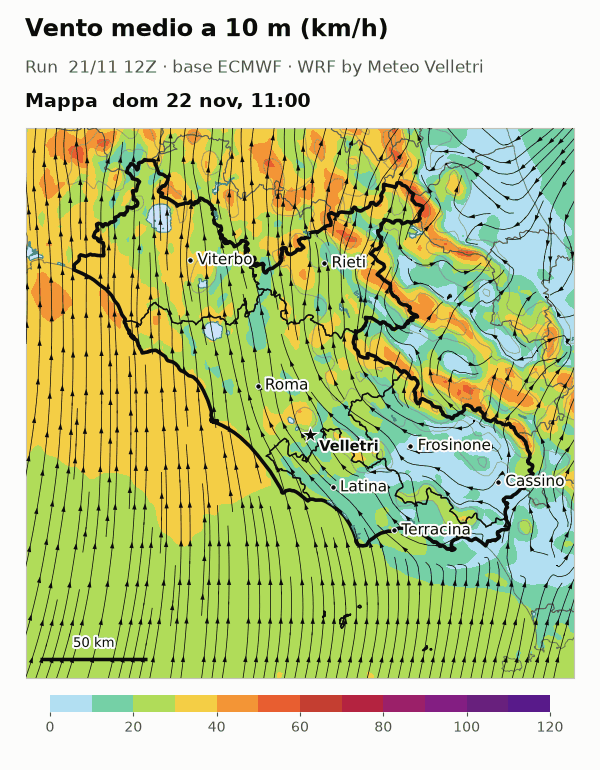 Vento medio a 10 m (km/h)
Run 21/11 12Z · base ECMWF · WRF by Meteo Velletri
Mappa dom 22 nov, 11:00
Viterbo
Rieti
Roma
Velletri
Frosinone
Cassino
Latina
Terracina
50 km
0 20 40 60 80 100 120